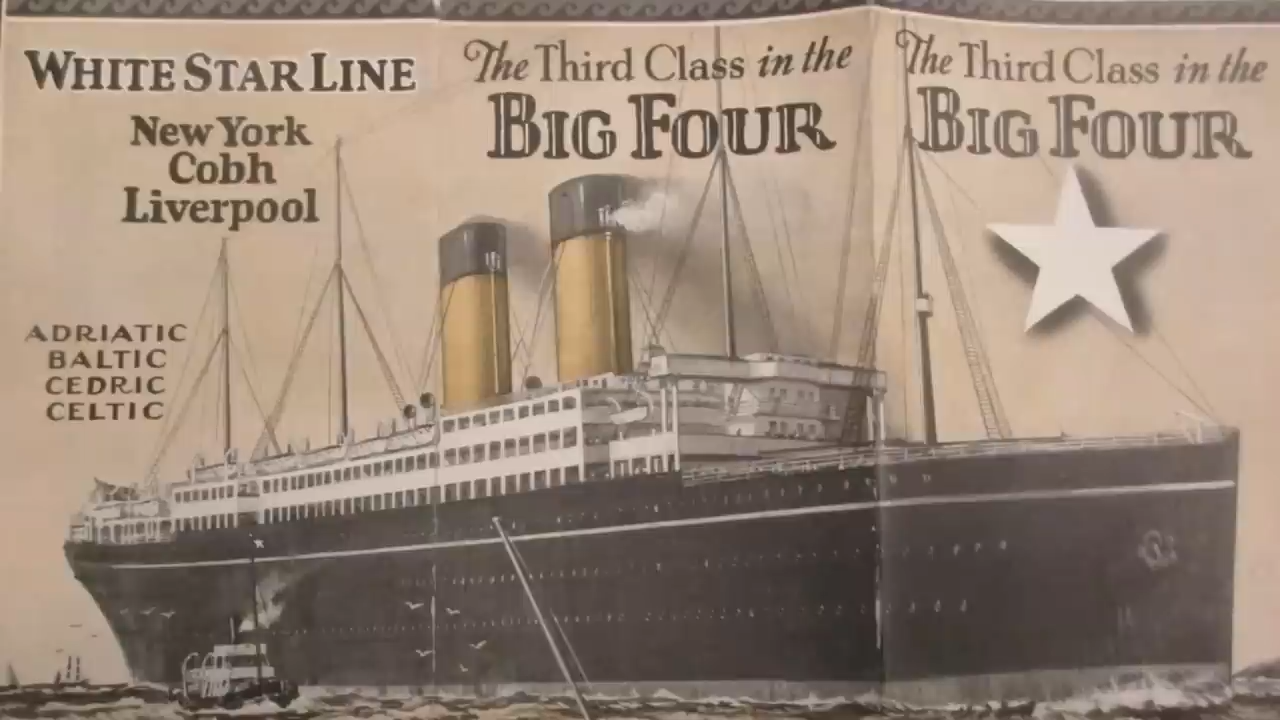 WHITE STAR LINE
New York
Cobh
Liverpool
ADRIATIC
BALTIC
CEDRIC
CELTIC
The Third Class in the
BIG FOUR
The Third Class in the
BIG FOUR